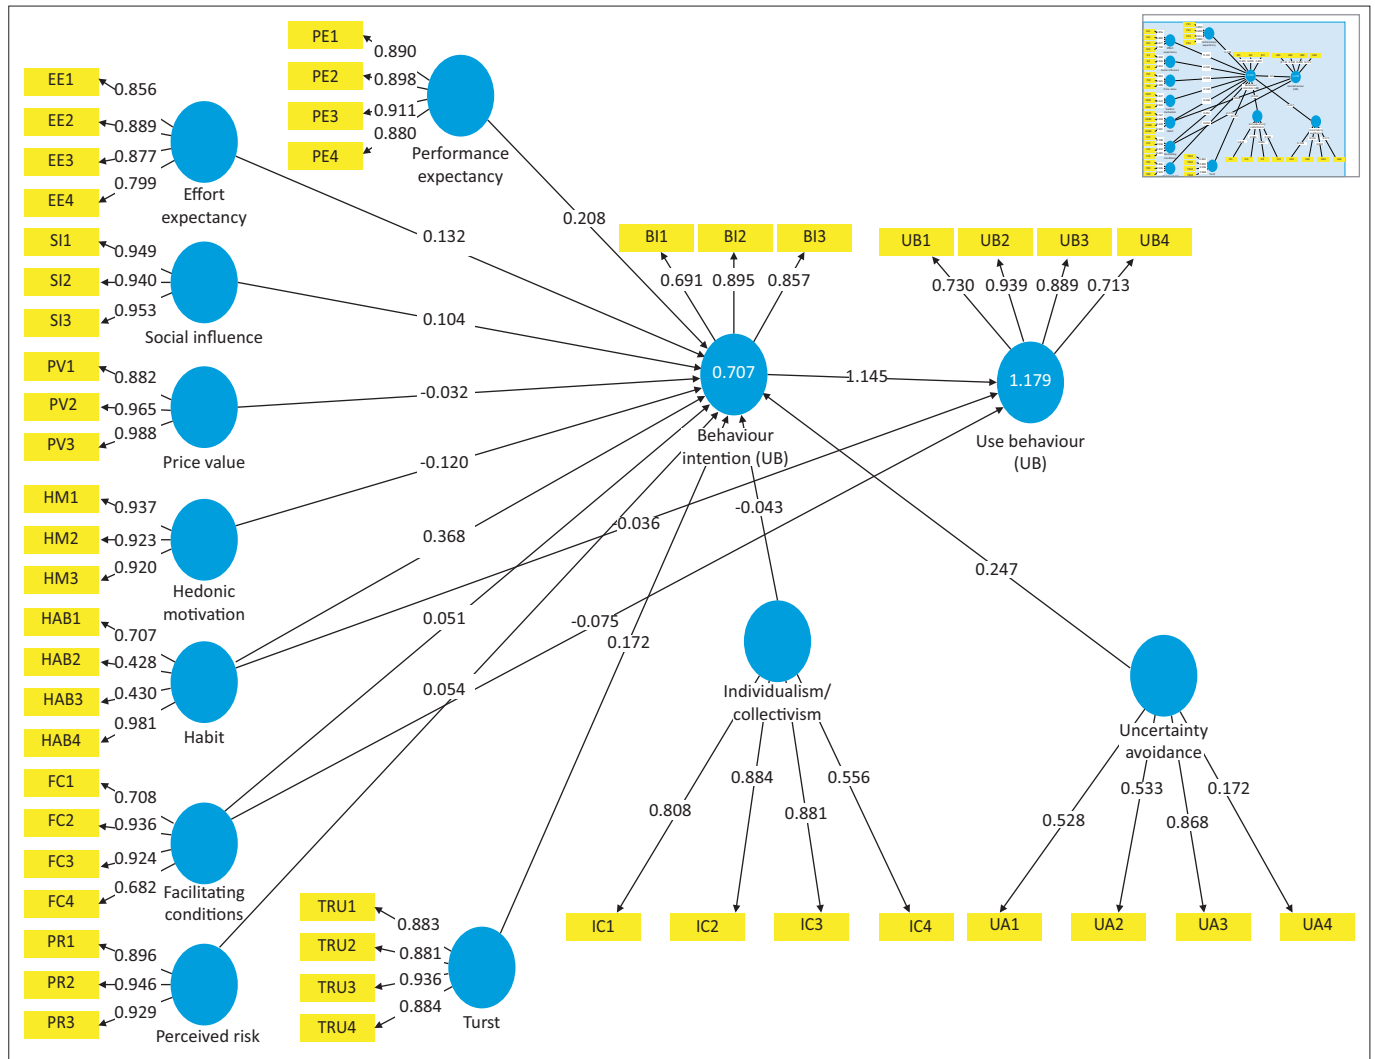 PE1
0.890
PE2
0.898
PE3
0.911
PE4
0.880
Performance
expectancy
EE1
0.856
EE2
0.889
EE3
0.877
EE4
0.799
Effort
expectancy
SI1
0.949
SI2
0.940
SI3
0.953
Social influence
PV1
0.882
PV2
0.965
PV3
0.988
Price value
HM1
0.937
HM2
0.923
HM3
0.920
Hedonic
motivation
HAB1
0.707
HAB2
0.428
HAB3
0.430
HAB4
0.981
Habit
FC1
0.708
FC2
0.936
FC3
0.924
FC4
0.682
Facilitating
conditions
PR1
0.896
PR2
0.946
PR3
0.929
Perceived risk
TRU1
0.883
TRU2
0.881
TRU3
0.936
TRU4
0.884
Turst
0.208
0.132
0.104
-0.032
-0.120
0.368
-0.036
0.051
-0.075
0.054
0.172
-0.043
0.247
1.145
BI1
BI2
BI3
0.691
0.895
0.857
0.707
Behaviour
intention (UB)
UB1
UB2
UB3
UB4
0.730
0.939
0.889
0.713
1.179
Use behaviour
(UB)
Individualism/
collectivism
0.808
0.884
0.881
0.556
IC1
IC2
IC3
IC4
Uncertainty
avoidance
0.528
0.533
0.868
0.172
UA1
UA2
UA3
UA4